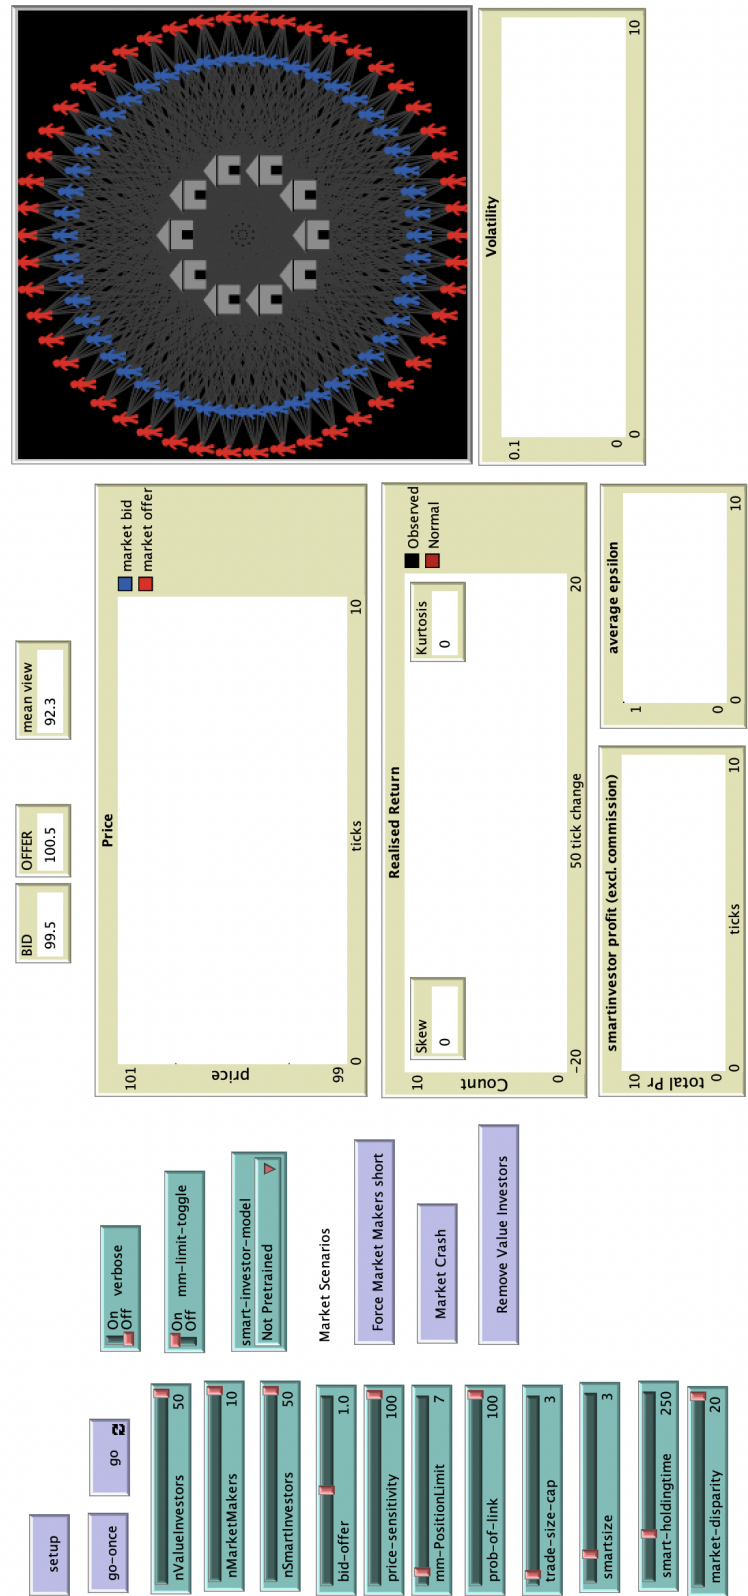 setup
go-once
go
nValueInvestors 50
nMarketMakers 10
nSmartInvestors 50
bid-offer 1.0
price-sensitivity 100
mm-PositionLimit 7
prob-of-link 100
trade-size-cap 3
smartsize 3
smart-holdingtime 250
market-disparity 20
On
Off
verbose
On
Off
mm-limit-toggle
smart-investor-model
Not Pretrained
Market Scenarios
Force Market Makers short
Market Crash
Remove Value Investors
BID
99.5
OFFER
100.5
mean view
92.3
Price
101
price
99
0
ticks
10
market bid
market offer
Realised Return
Skew
0
Kurtosis
0
10
Count
0
-20
50 tick change
20
Observed
Normal
smartinvestor profit (excl. commission)
10
total Pr
0
0
ticks
10
average epsilon
1
0
0
10
Volatility
0.1
0
0
10